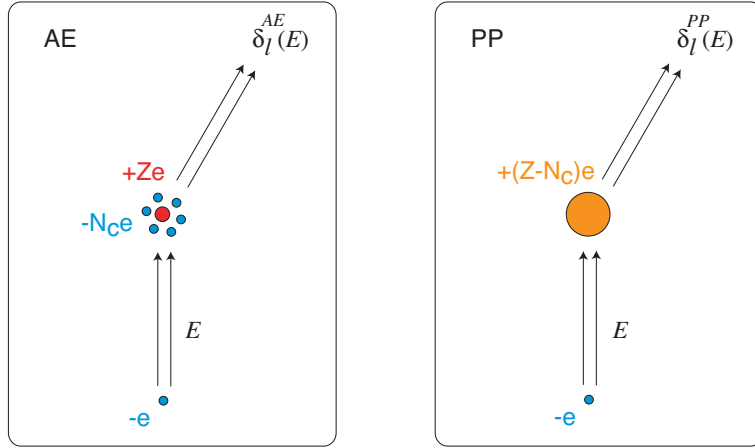 AE
δ_l^{AE}(E)
+Ze
-N_Ce
E
-e
PP
δ_l^{PP}(E)
+(Z-N_C)e
E
-e